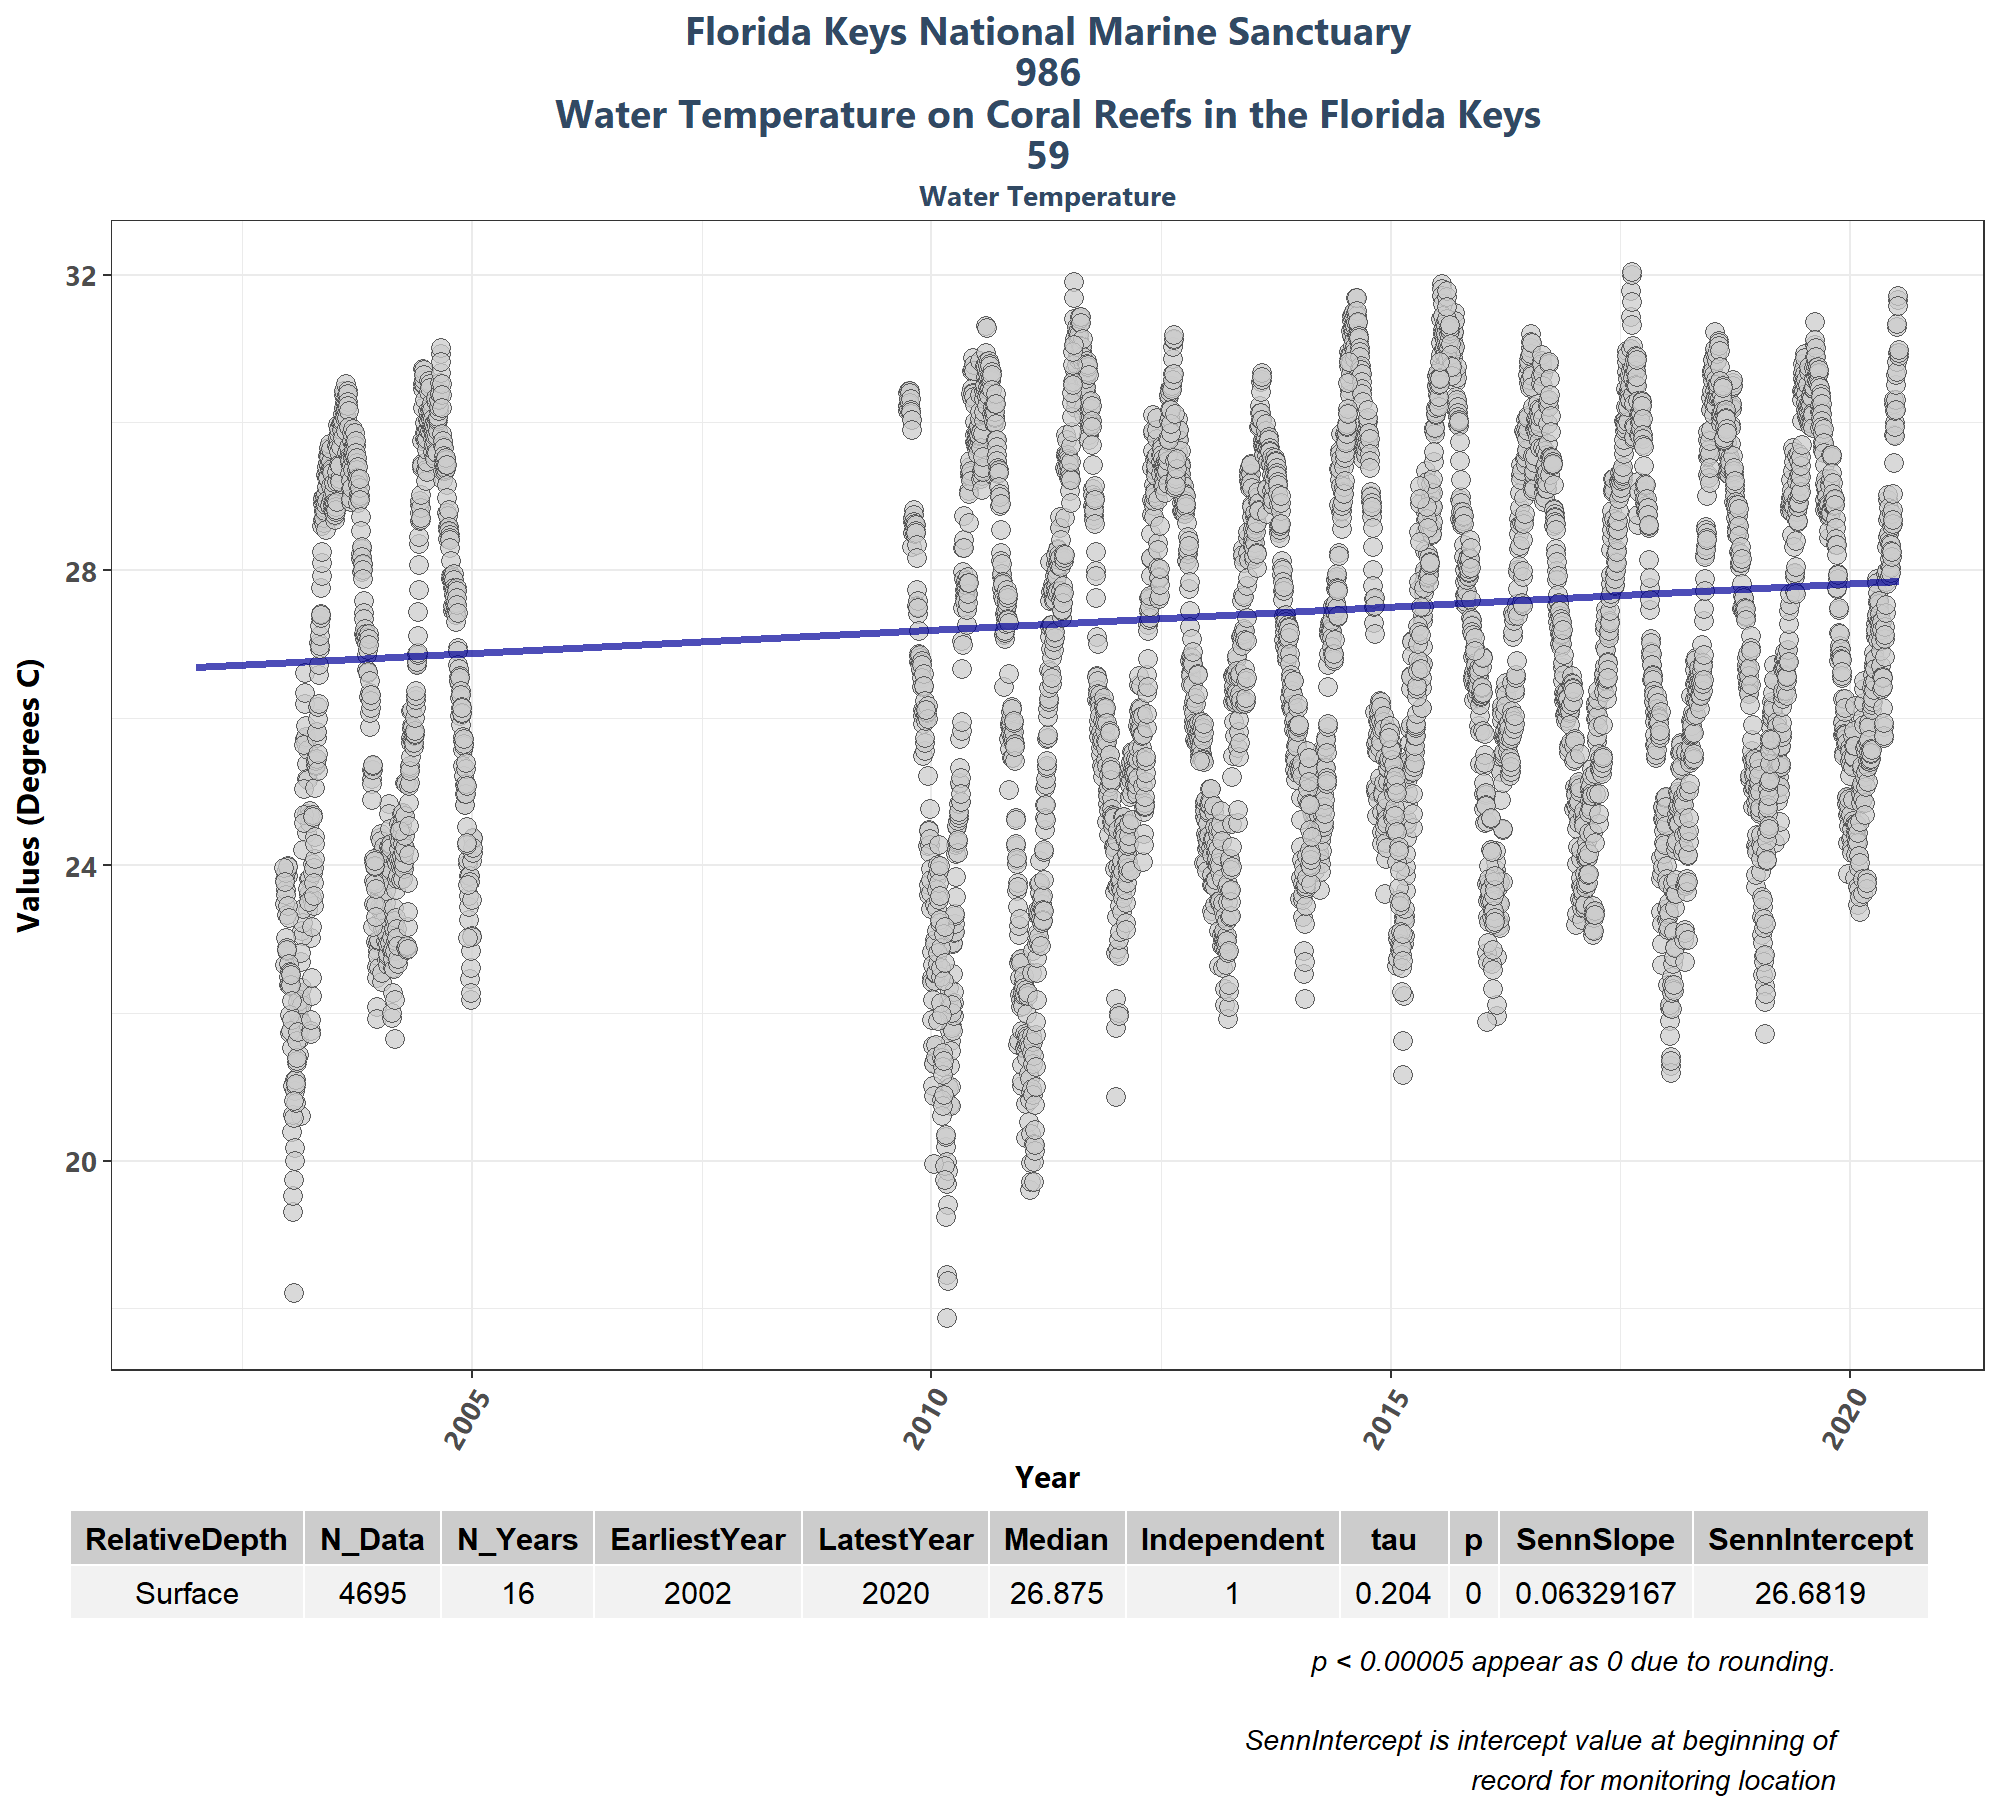 Florida Keys National Marine Sanctuary
986
Water Temperature on Coral Reefs in the Florida Keys
59
Water Temperature
32
28
24
20
Values (Degrees C)
2005 2010 2015 2020
Year
RelativeDepth N_Data N_Years EarliestYear LatestYear Median Independent tau p SennSlope SennIntercept
Surface 4695 16 2002 2020 26.875 1 0.204 0 0.06329167 26.6819
p < 0.00005 appear as 0 due to rounding.
SennIntercept is intercept value at beginning of
record for monitoring location